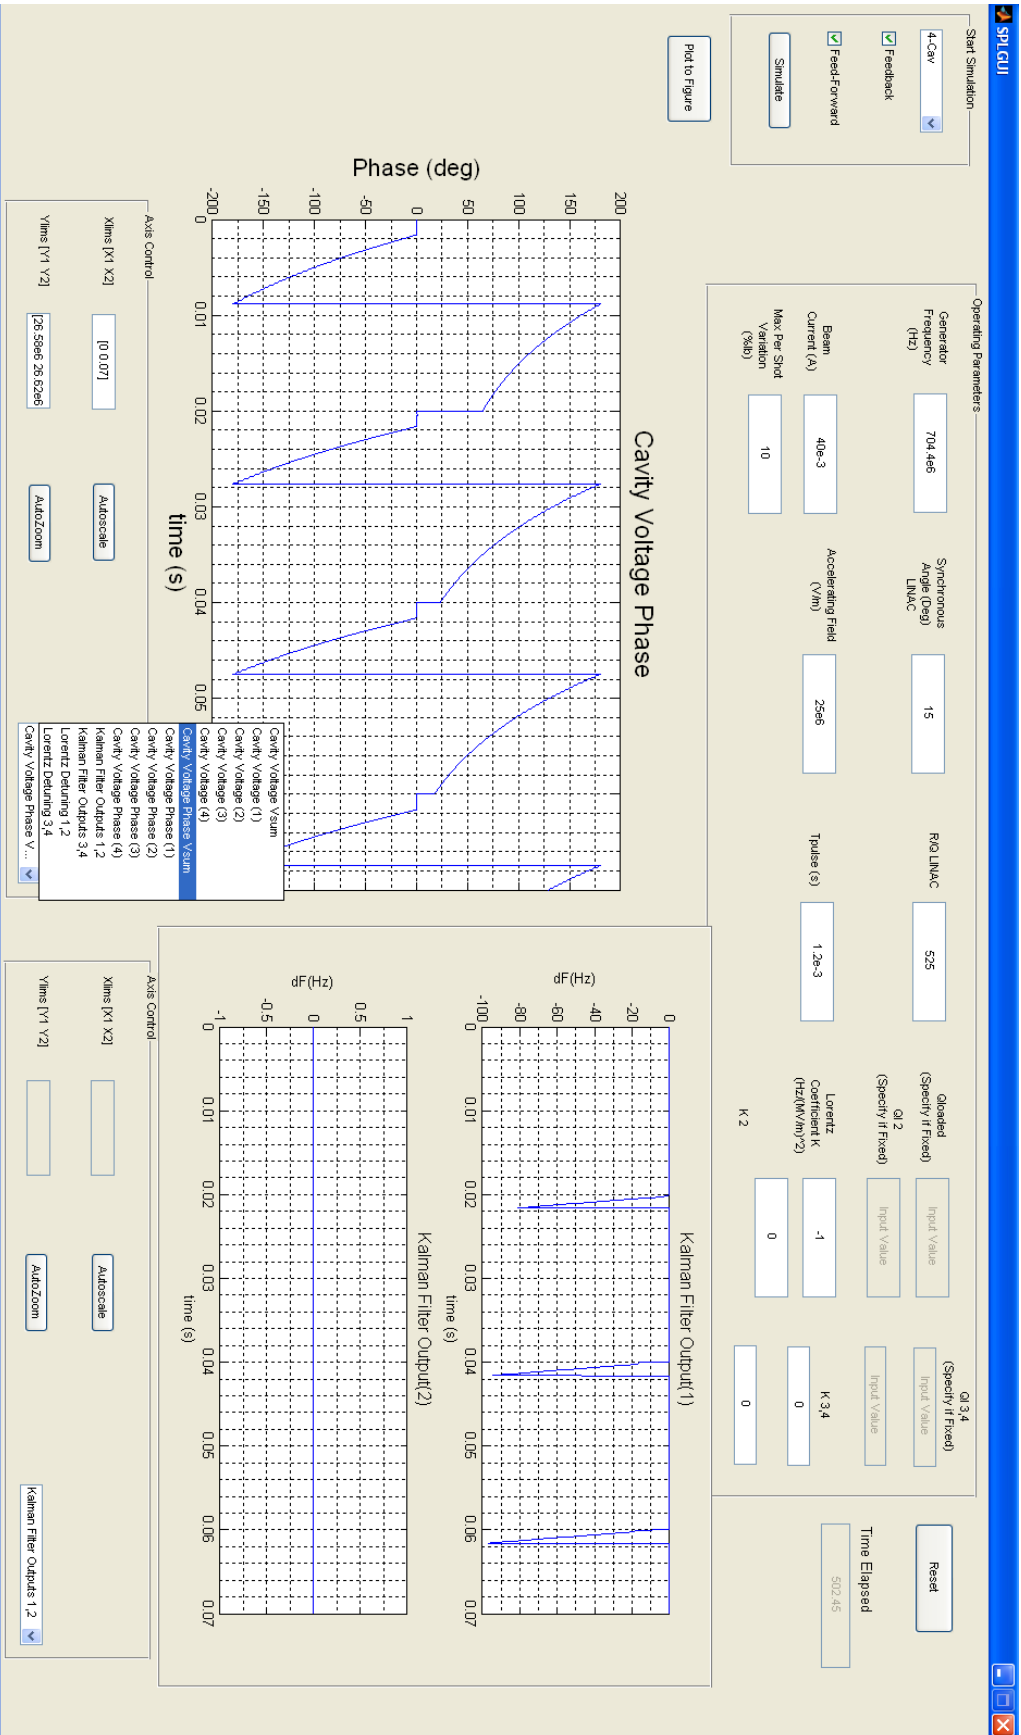 SPLGUI
Start Simulation
4-Cav
Feedback
Feed-Forward
Simulate
Plot to Figure
Operating Parameters
Generator
Frequency
(Hz)
704.4e6
Synchronous
Angle (Deg)
LINAC
15
R/Q LINAC
525
Qloaded
(Specify if Fixed)
Input Value
Ql 3,4
(Specify if Fixed)
Input Value
Ql 2
(Specify if Fixed)
Input Value
Input Value
Beam
Current (A)
40e-3
Accelerating Field
(V/m)
25e6
Tpulse (s)
1.2e-3
Lorentz
Coefficient K
(Hz/(MV/m)^2)
-1
K 3,4
0
Max Per Shot
Variation
(%Ib)
10
K 2
0
0
Reset
Time Elapsed
502.45
Cavity Voltage Phase
Phase (deg)
200
150
100
50
0
-50
-100
-150
-200
0
0.01
0.02
0.03
0.04
0.05
time (s)
Kalman Filter Output(1)
dF(Hz)
0
-20
-40
-60
-80
-100
0
0.01
0.02
0.03
0.04
0.05
0.06
0.07
time (s)
Kalman Filter Output(2)
dF(Hz)
1
0.5
0
-0.5
-1
0
0.01
0.02
0.03
0.04
0.05
0.06
0.07
time (s)
Cavity Voltage Vsum
Cavity Voltage (1)
Cavity Voltage (2)
Cavity Voltage (3)
Cavity Voltage (4)
Cavity Voltage Phase Vsum
Cavity Voltage Phase (1)
Cavity Voltage Phase (2)
Cavity Voltage Phase (3)
Cavity Voltage Phase (4)
Kalman Filter Outputs 1,2
Kalman Filter Outputs 3,4
Lorentz Detuning 1,2
Lorentz Detuning 3,4
Cavity Voltage Phase V ...
Axis Control
Xlims [X1 X2]
[0 0.07]
Autoscale
Ylims [Y1 Y2]
[26.58e6 26.62e6
AutoZoom
Axis Control
Xlims [X1 X2]
Autoscale
Ylims [Y1 Y2]
AutoZoom
Kalman Filter Outputs 1,2